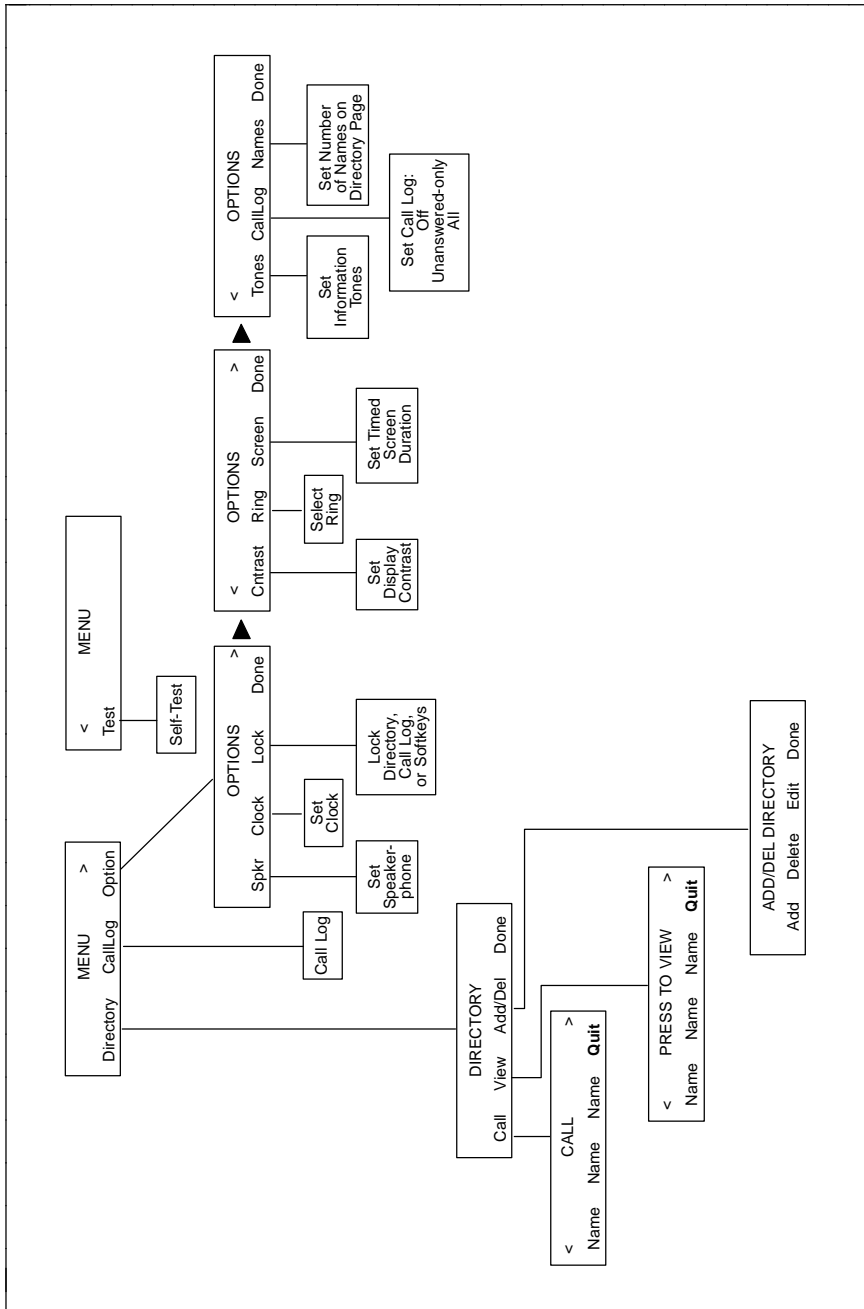 MENU >
Directory CallLog Option
< MENU
Test
Self-Test
Call Log
OPTIONS >
Spkr Clock Lock Done
Set
Speaker-
phone
Set
Clock
Lock
Directory,
Call Log,
or Softkeys
< OPTIONS >
Cntrast Ring Screen Done
Set
Display
Contrast
Select
Ring
Set Timed
Screen
Duration
< OPTIONS
Tones CallLog Names Done
Set
Information
Tones
Set Call Log:
Off
Unanswered-only
All
Set Number
of Names on
Directory Page
DIRECTORY
Call View Add/Del Done
< CALL >
Name Name Name Quit
< PRESS TO VIEW >
Name Name Name Quit
ADD/DEL DIRECTORY
Add Delete Edit Done